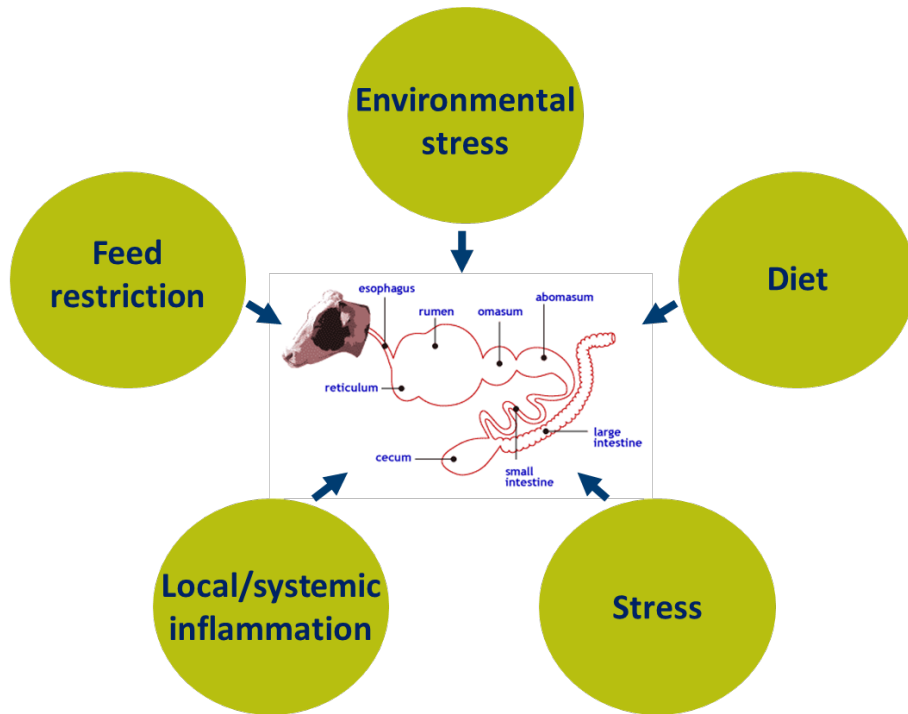 Environmental
stress
Feed
restriction
Diet
esophagus
rumen
omasum
abomasum
reticulum
cecum
small
intestine
large
intestine
Local/systemic
inflammation
Stress